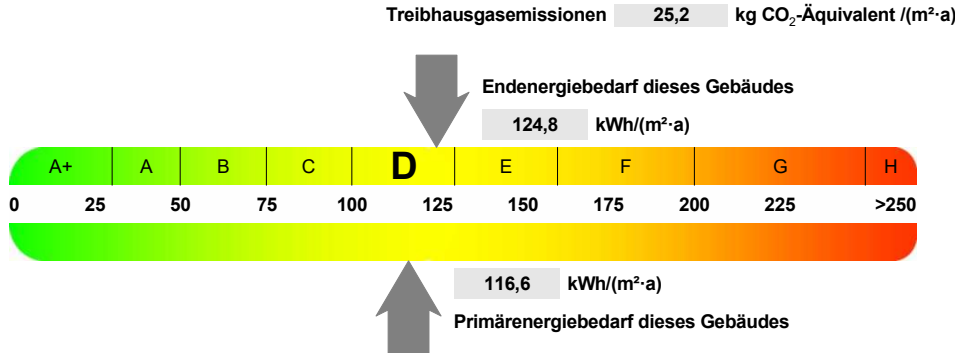 Treibhausgasemissionen 25,2 kg CO₂-Äquivalent /(m²·a)
Endenergiebedarf dieses Gebäudes
124,8 kWh/(m²·a)
A+ A B C D E F G H
0 25 50 75 100 125 150 175 200 225 >250
116,6 kWh/(m²·a)
Primärenergiebedarf dieses Gebäudes